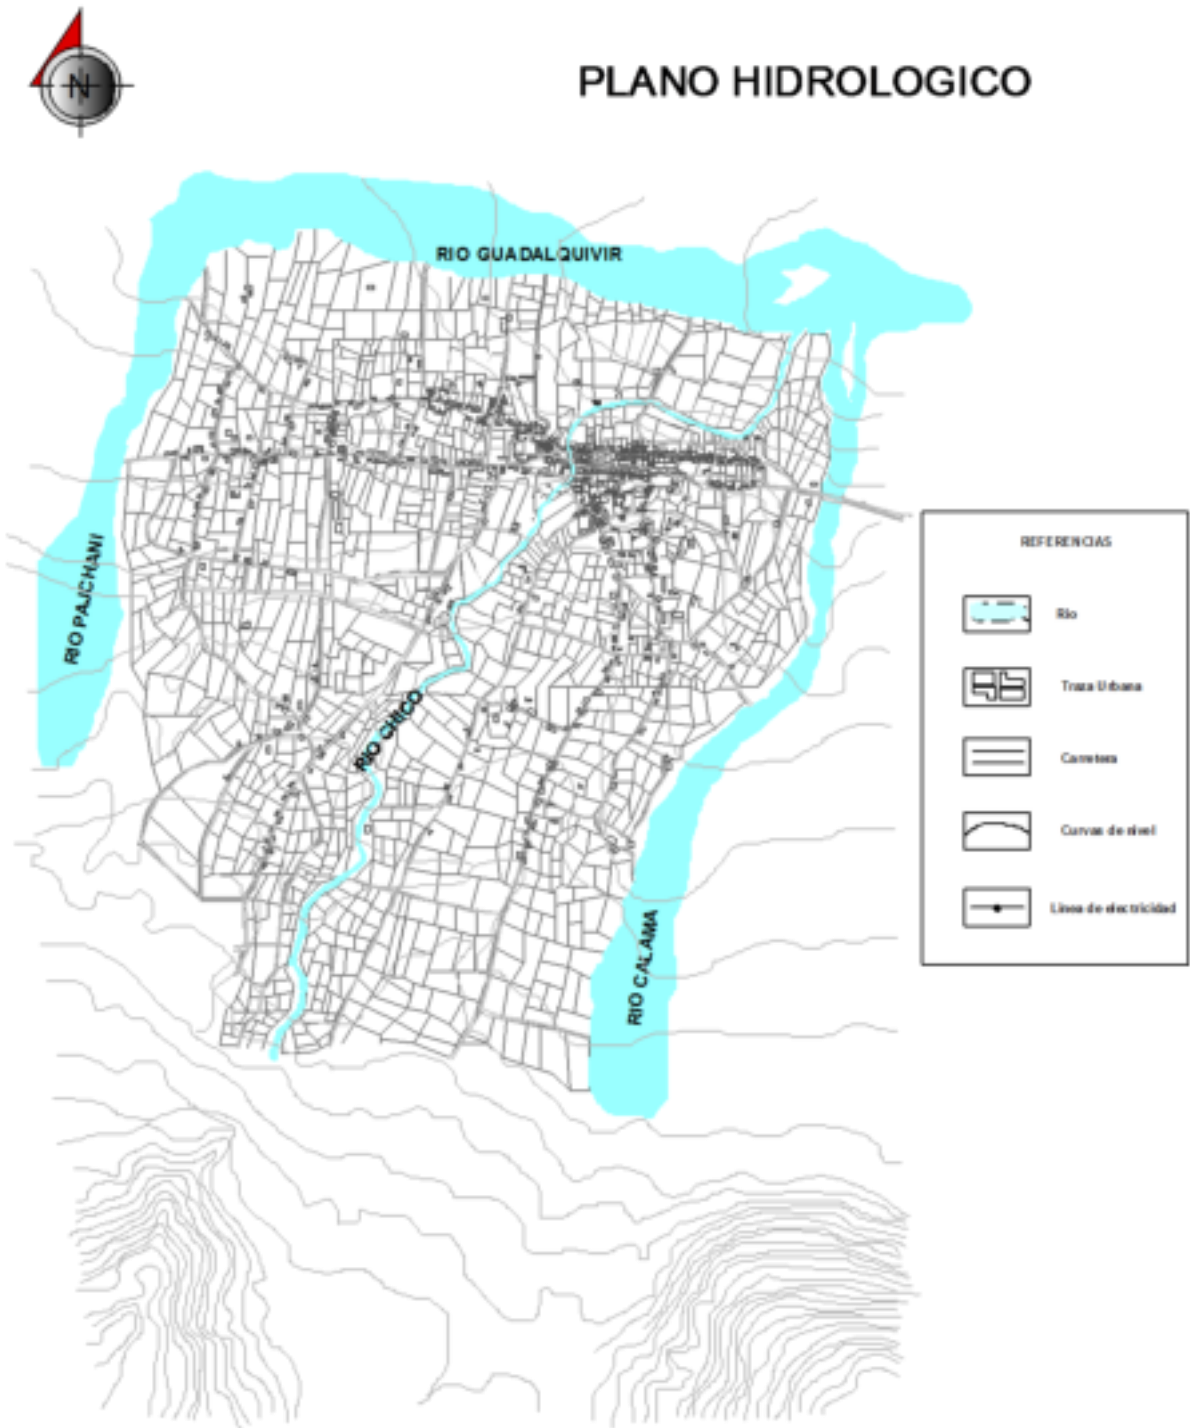 N
PLANO HIDROLOGICO
RIO GUADALQUIVIR
RIO PAJCHANI
RIO CHICO
RIO CALAMA
REFERENCIAS
Rio
Traza Urbana
Carretera
Curvas de nivel
Linea de electricidad